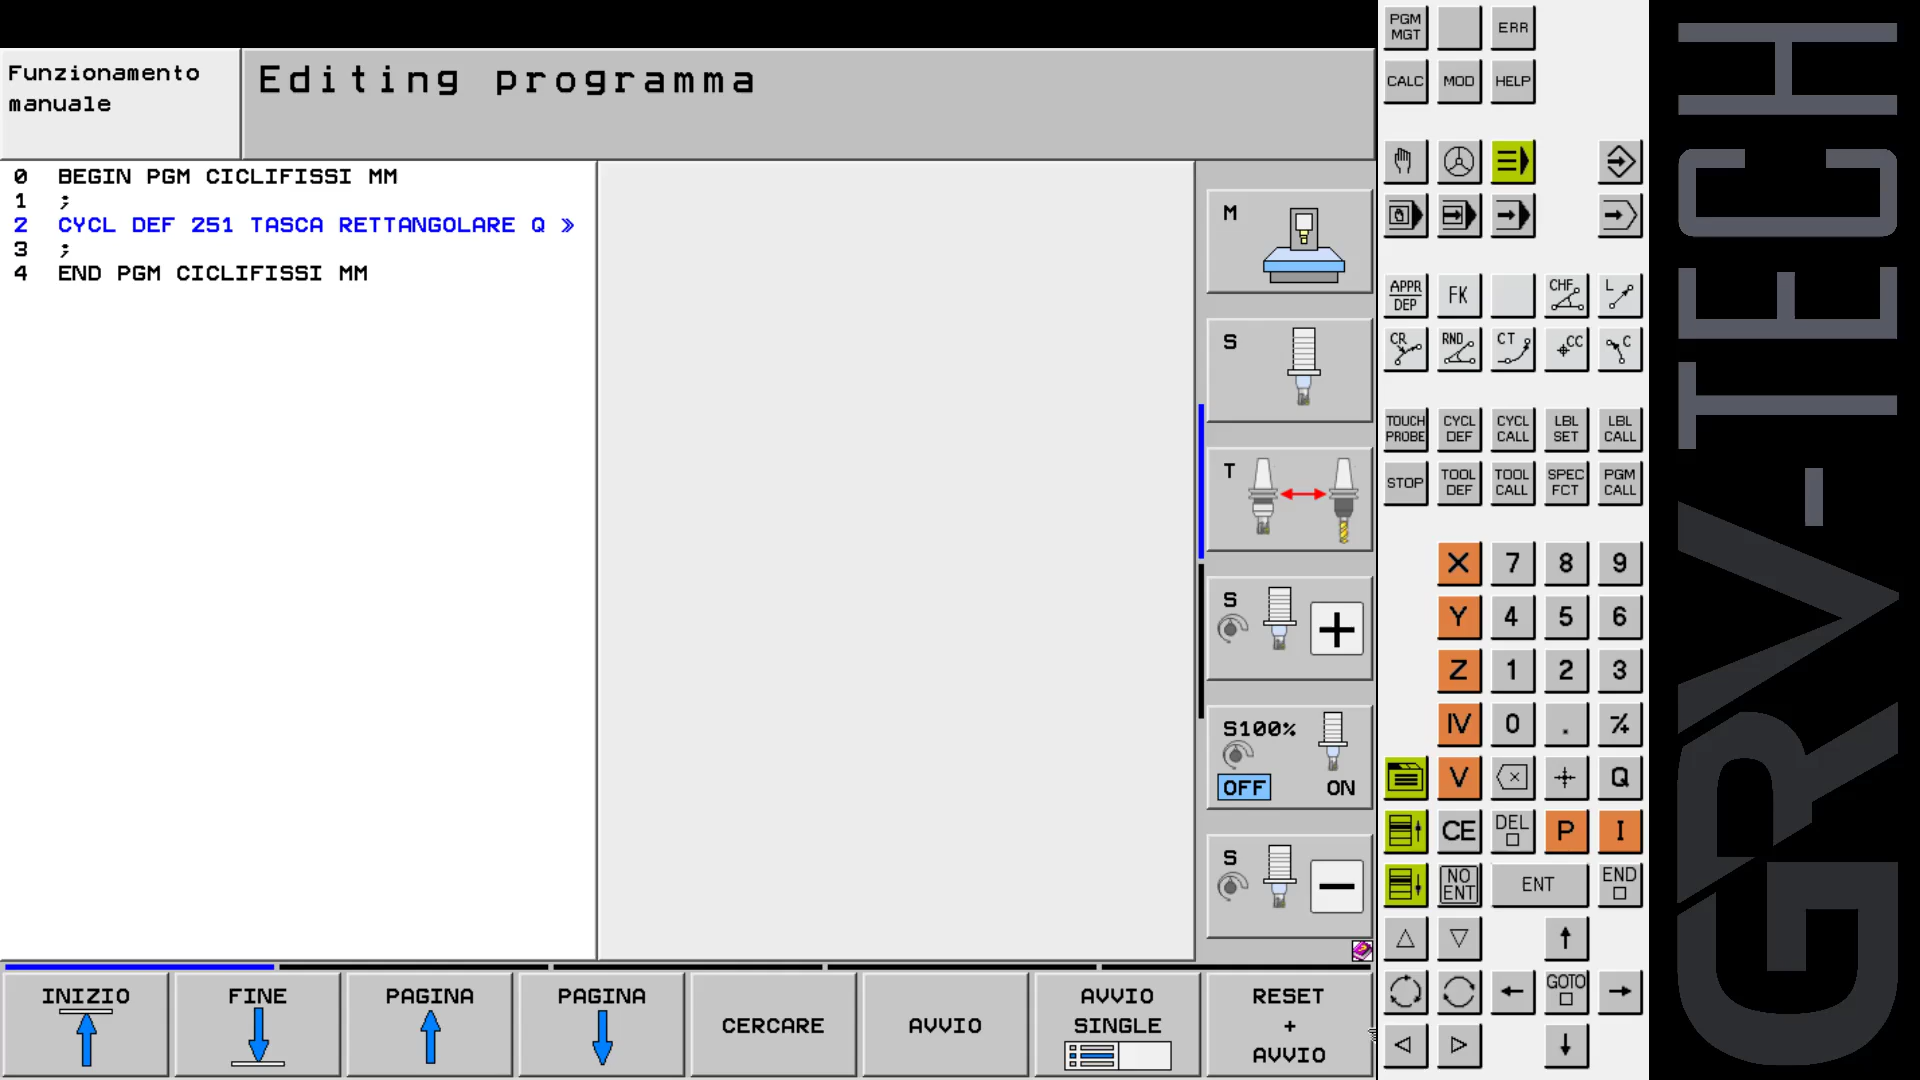 Funzionamento
manuale
Editing programma
0 BEGIN PGM CICLIFISSI MM
1 ;
2 CYCL DEF 251 TASCA RETTANGOLARE Q »
3 ;
4 END PGM CICLIFISSI MM
M
S
T
S
S100%
OFF ON
S
INIZIO
FINE
PAGINA
PAGINA
CERCARE
AVVIO
AVVIO
SINGLE
RESET
+
AVVIO
PGM
MGT
ERR
CALC
MOD
HELP
APPR
DEP
FK
CHF
L
CR
RND
CT
CC
C
TOUCH
PROBE
CYCL
DEF
CYCL
CALL
LBL
SET
LBL
CALL
STOP
TOOL
DEF
TOOL
CALL
SPEC
FCT
PGM
CALL
X 7 8 9
Y 4 5 6
Z 1 2 3
IV 0 .
V Q
CE
DEL
P
I
NO
ENT
ENT
END
GOTO
GRV-TECH